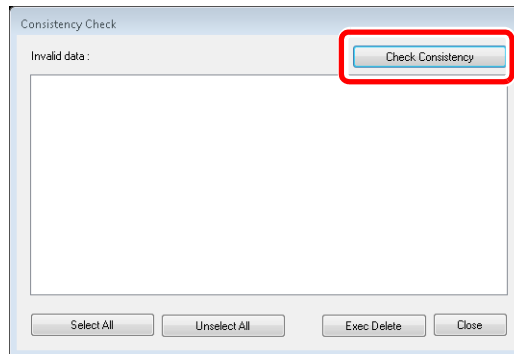 Consistency Check
Invalid data :
Check Consistency
Select All
Unselect All
Exec Delete
Close